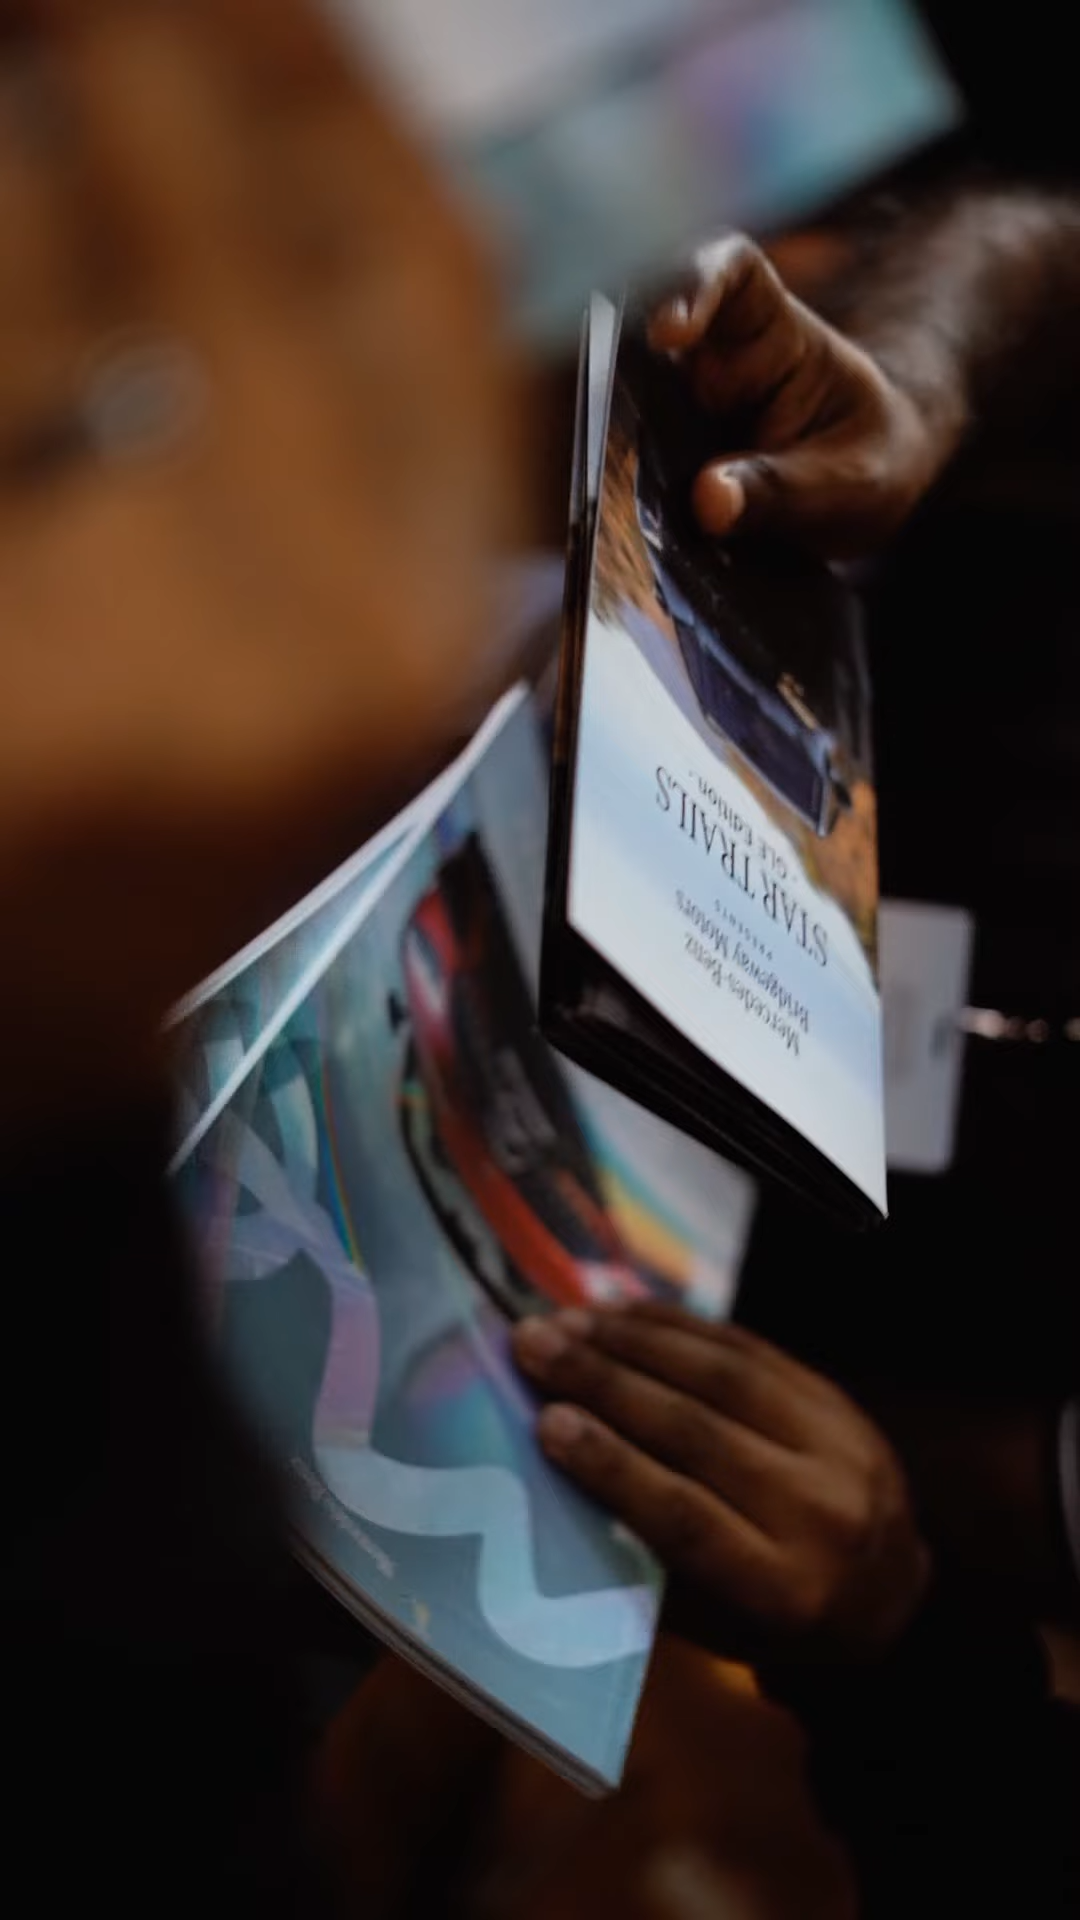 Mercedes-Benz
Bridgeway Motors
PRESENTS
STAR TRAILS
- GLE Edition -